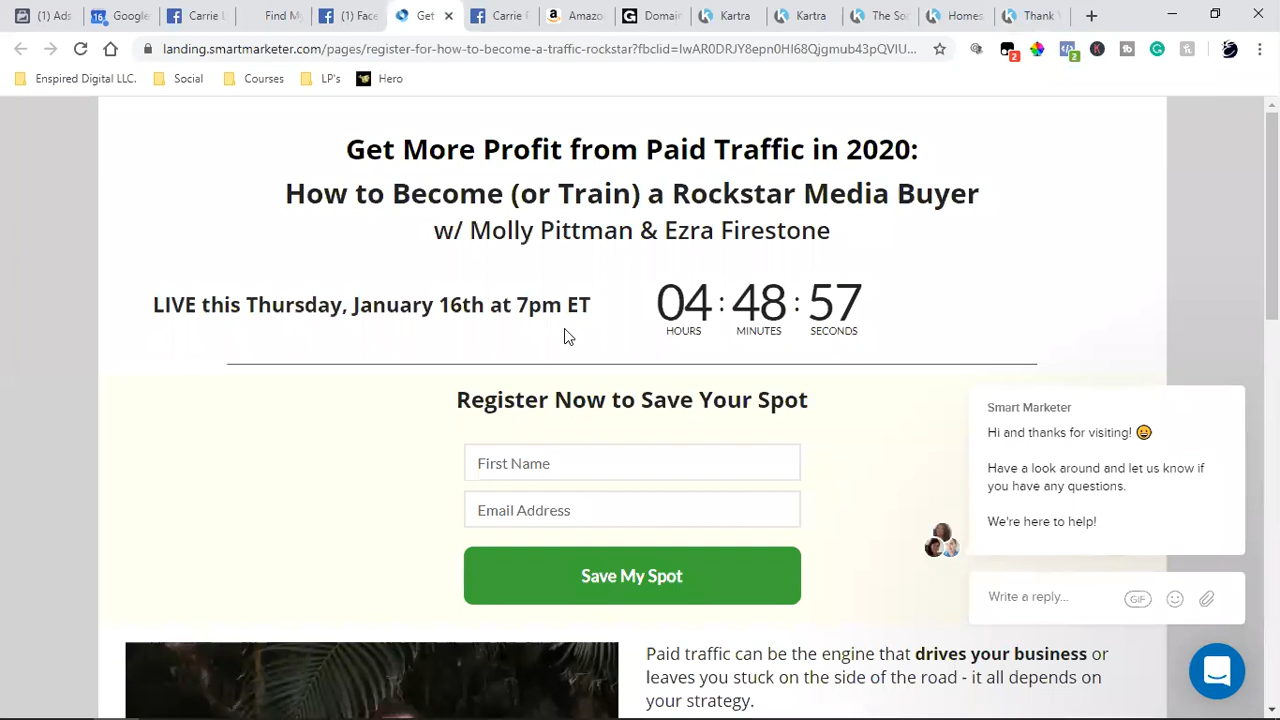 (1) Ads
Google
Carrie L
Find My
(1) Face
Get
Carrie
Amazo
Domain
Kartra
Kartra
The So
Homes
Thank Y
landing.smartmarketer.com/pages/register-for-how-to-become-a-traffic-rockstar?fbclid=
Enspired Digital LLC.
Social
Courses
LP's
Hero
Get More Profit from Paid Traffic in 2020:
How to Become (or Train) a Rockstar Media Buyer
w/ Molly Pittman & Ezra Firestone
LIVE this Thursday, January 16th at 7pm ET
04 : 48 : 57
HOURS MINUTES SECONDS
Register Now to Save Your Spot
First Name
Email Address
Save My Spot
Smart Marketer
Hi and thanks for visiting!
Have a look around and let us know if
you have any questions.
We're here to help!
Write a reply...
GIF
Paid traffic can be the engine that drives your business or
leaves you stuck on the side of the road - it all depends on
your strategy.